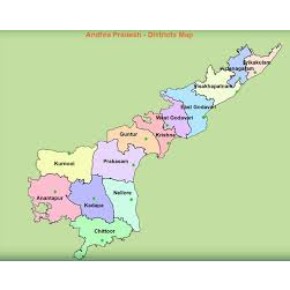 Andhra Pradesh - Districts Map
Srikakulam
Vizianagaram
Visakhapatnam
East Godavari
West Godavari
Krishna
Guntur
Prakasam
Kurnool
Anantapur
Kadapa
Nellore
Chittoor